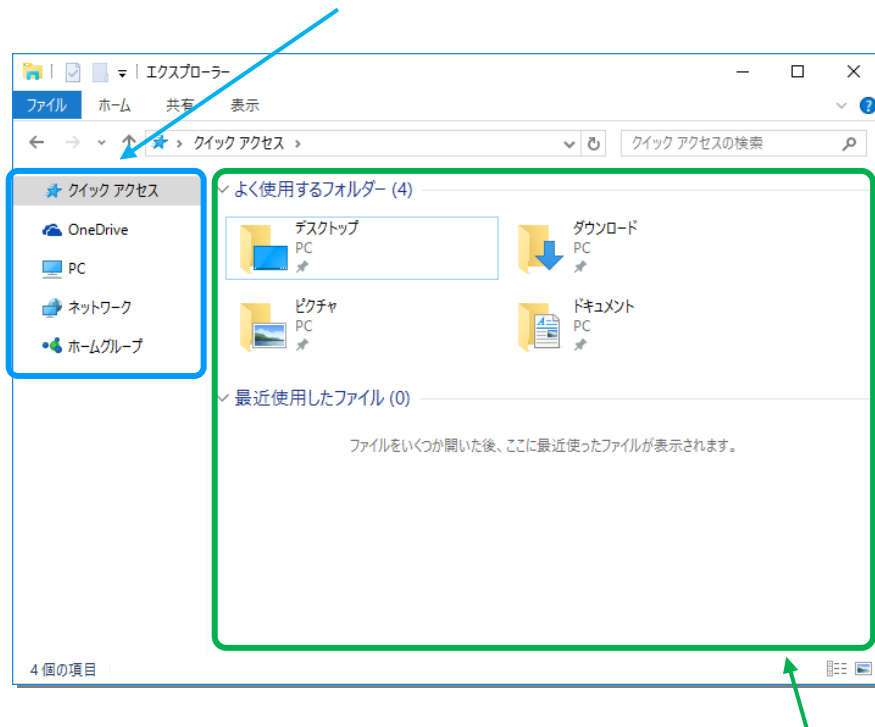 エクスプローラー
ファイル ホーム 共有 表示
クイック アクセス クイック アクセスの検索
クイック アクセス
OneDrive
PC
ネットワーク
ホームグループ
よく使用するフォルダー (4)
デスクトップ
PC
ダウンロード
PC
ピクチャ
PC
ドキュメント
PC
最近使用したファイル (0)
ファイルをいくつか開いた後、ここに最近使ったファイルが表示されます。
4 個の項目